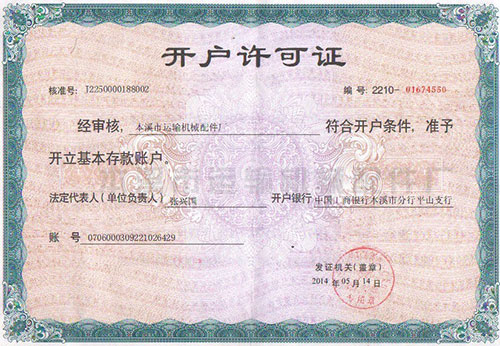 开户许可证
核准号: J2250000188002 编号: 2210-01674550
经审核, 本溪市运输机械配件厂 符合开户条件, 准予
开立基本存款账户。
法定代表人(单位负责人) 张兴国 开户银行 中国工商银行本溪市分行平山支行
账 号 0706000309221026429
发证机关(盖章)
2014 年 05 月 14 日